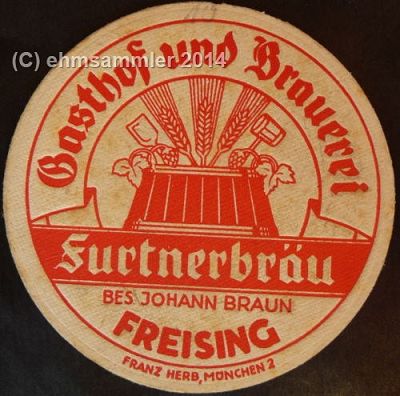 (C) ehmsammler 2014
Gasthof und Brauerei
Furtnerbräu
BES JOHANN BRAUN
FREISING
FRANZ HERB, MÜNCHEN 2